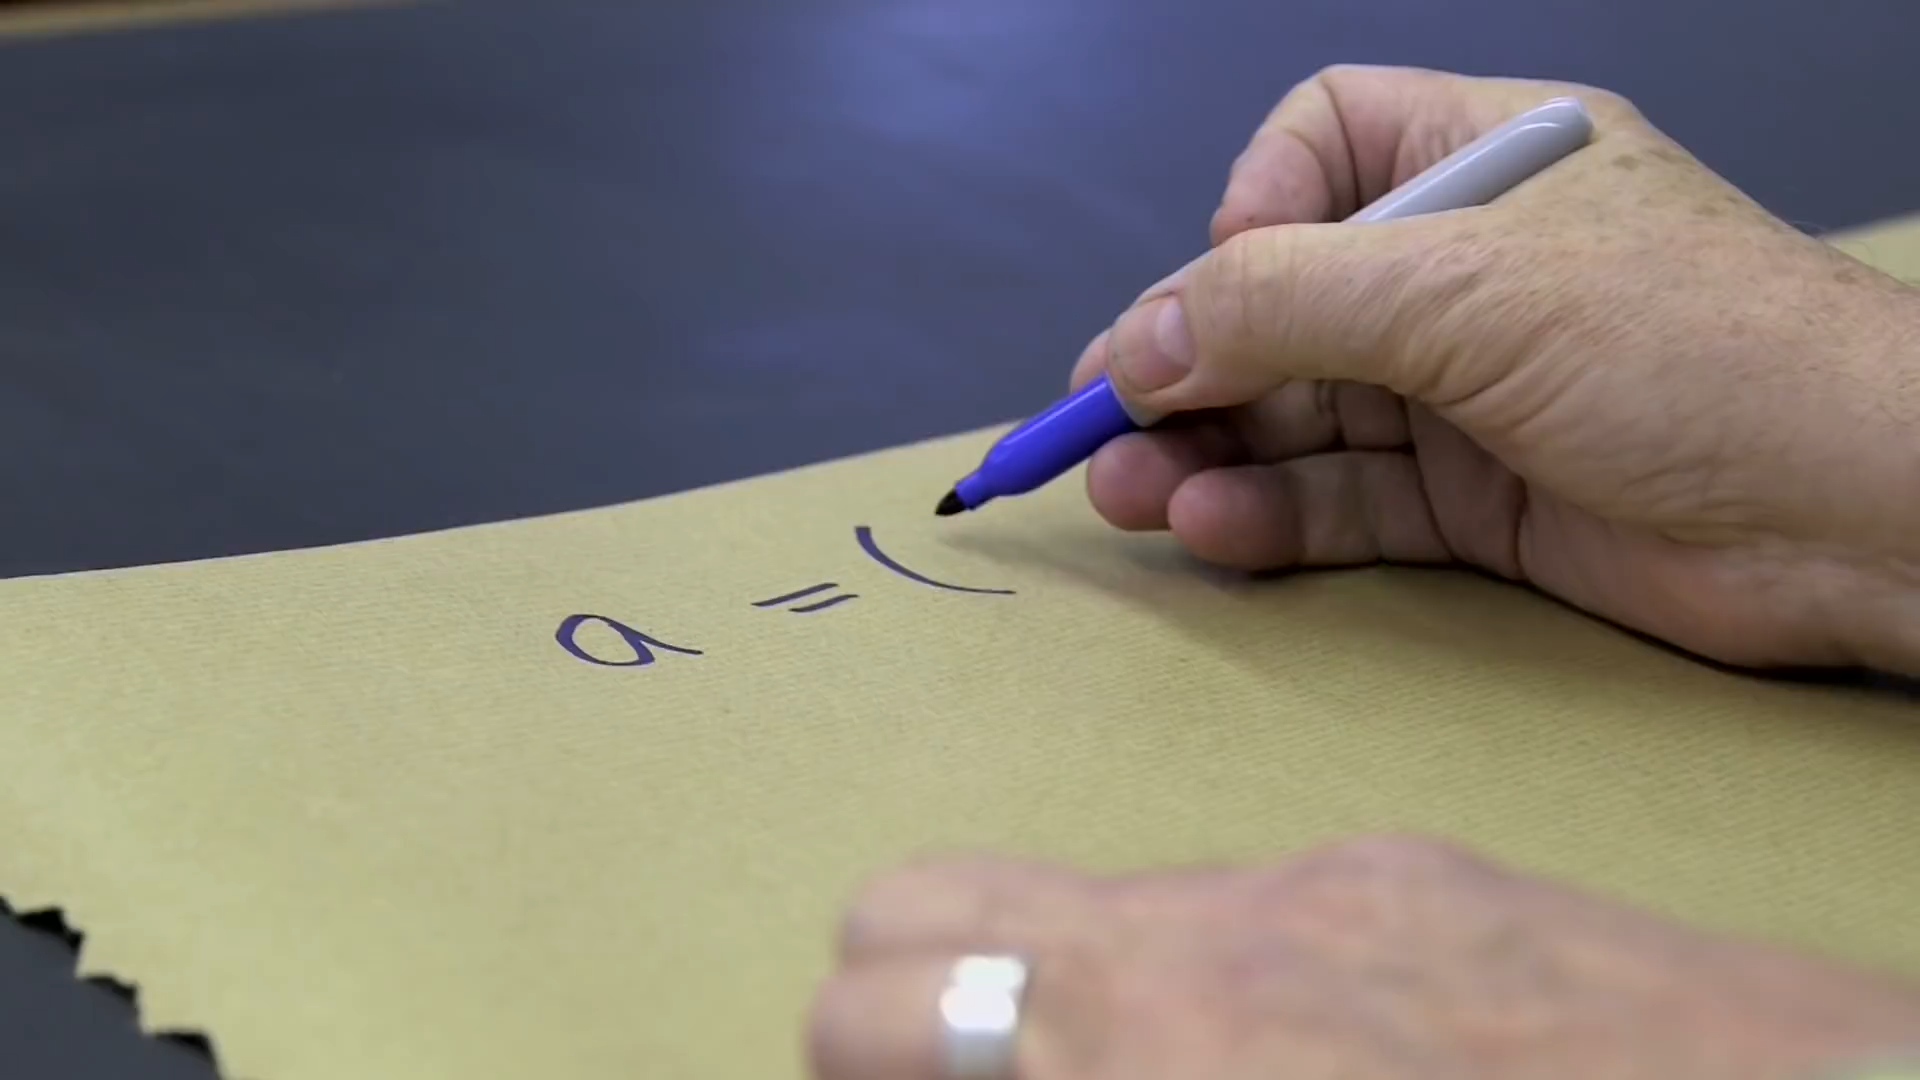 a = (